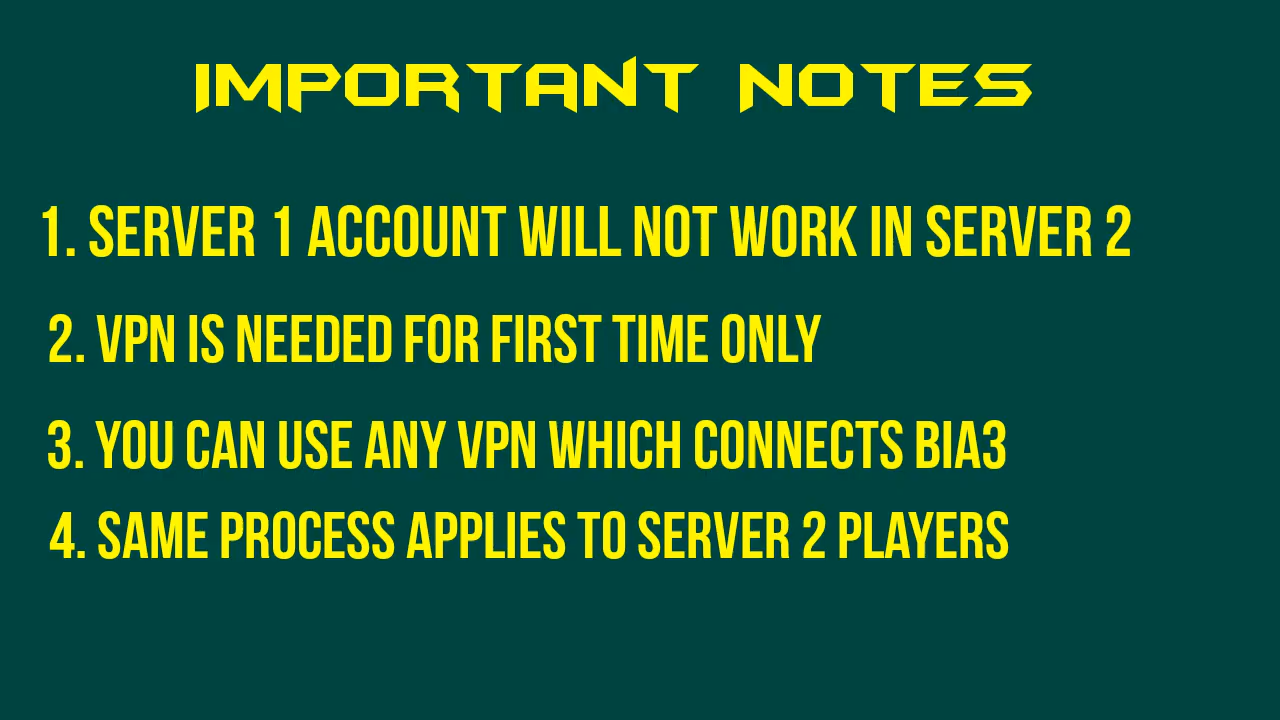 IMPORTANT NOTES
1. SERVER 1 ACCOUNT WILL NOT WORK IN SERVER 2
2. VPN IS NEEDED FOR FIRST TIME ONLY
3. YOU CAN USE ANY VPN WHICH CONNECTS BIA3
4. SAME PROCESS APPLIES TO SERVER 2 PLAYERS